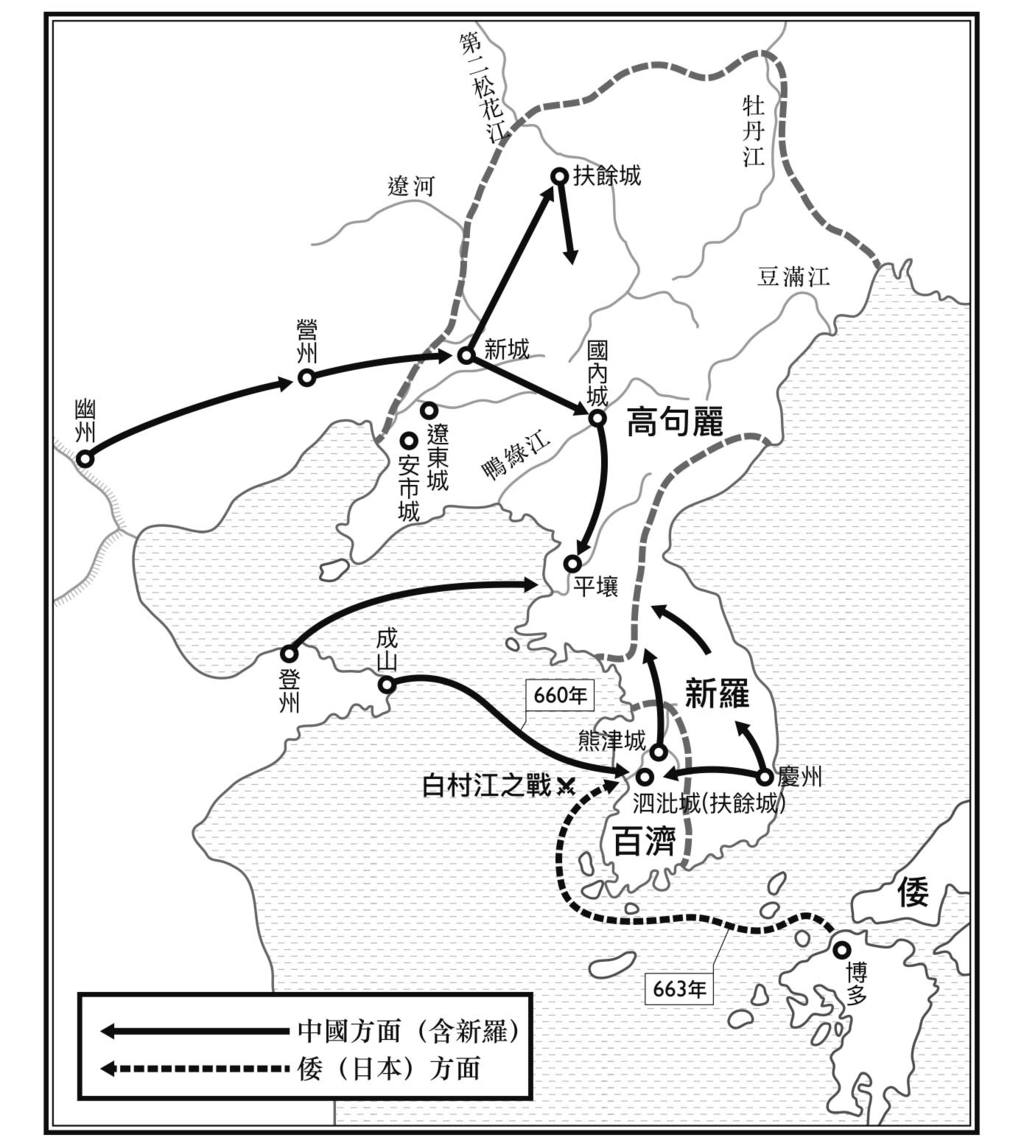 第二松花江
牡丹江
扶餘城
遼河
豆滿江
營州
新城
國內城
幽州
高句麗
遼東城
安市城
鴨綠江
平壤
成山
登州
660年
新羅
熊津城
慶州
白村江之戰
泗沘城(扶餘城)
百濟
倭
博多
663年
中國方面（含新羅）
倭（日本）方面